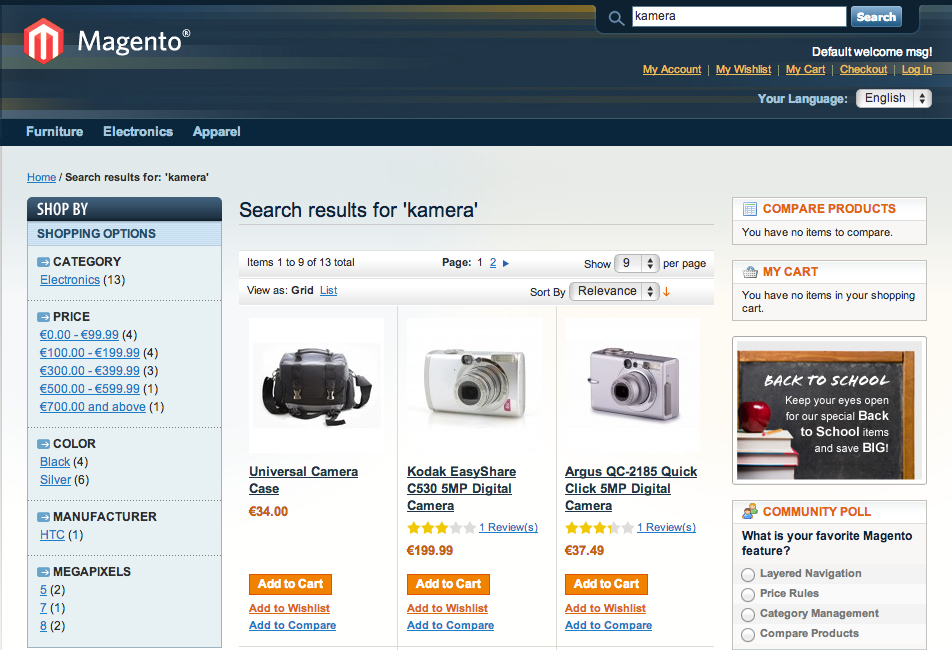 kamera
Search
Magento®
Default welcome msg!
My Account | My Wishlist | My Cart | Checkout | Log In
Your Language: English
Furniture Electronics Apparel
Home / Search results for: 'kamera'
SHOP BY
SHOPPING OPTIONS
CATEGORY
Electronics (13)
PRICE
€0.00 - €99.99 (4)
€100.00 - €199.99 (4)
€300.00 - €399.99 (3)
€500.00 - €599.99 (1)
€700.00 and above (1)
COLOR
Black (4)
Silver (6)
MANUFACTURER
HTC (1)
MEGAPIXELS
5 (2)
7 (1)
8 (2)
Search results for 'kamera'
Items 1 to 9 of 13 total Page: 1 2 Show 9 per page
View as: Grid List Sort By Relevance
Universal Camera
Case
€34.00
Add to Cart
Add to Wishlist
Add to Compare
Kodak EasyShare
C530 5MP Digital
Camera
1 Review(s)
€199.99
Add to Cart
Add to Wishlist
Add to Compare
Argus QC-2185 Quick
Click 5MP Digital
Camera
1 Review(s)
€37.49
Add to Cart
Add to Wishlist
Add to Compare
COMPARE PRODUCTS
You have no items to compare.
MY CART
You have no items in your shopping
cart.
BACK TO SCHOOL
Keep your eyes open
for our special Back
to School items
and save BIG!
COMMUNITY POLL
What is your favorite Magento
feature?
Layered Navigation
Price Rules
Category Management
Compare Products